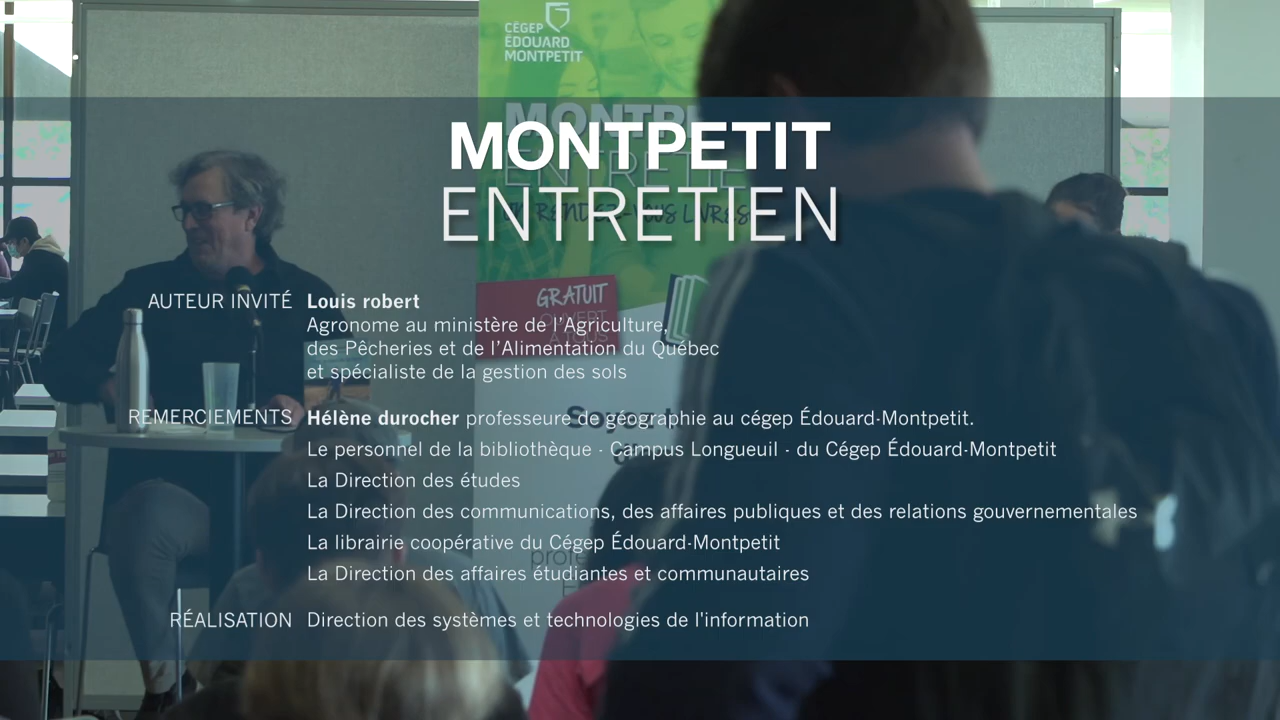 CÉGEP
ÉDOUARD
MONTPETIT
MONTPETIT
ENTRETIEN
GRATUIT
OUVERT
À TOUS
AUTEUR INVITÉ Louis robert
Agronome au ministère de l'Agriculture,
des Pêcheries et de l'Alimentation du Québec
et spécialiste de la gestion des sols
REMERCIEMENTS Hélène durocher professeure de géographie au cégep Édouard-Montpetit.
Le personnel de la bibliothèque - Campus Longueuil - du Cégep Édouard-Montpetit
La Direction des études
La Direction des communications, des affaires publiques et des relations gouvernementales
La librairie coopérative du Cégep Édouard-Montpetit
La Direction des affaires étudiantes et communautaires
RÉALISATION Direction des systèmes et technologies de l'information